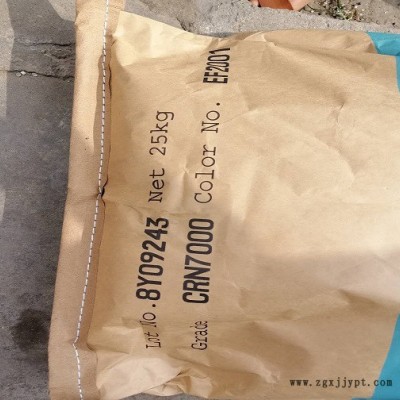 Lot No. 8Y09243 Net 25kg
Grade CRN7000 Color No. EF2001
www.zgxjjypt.com